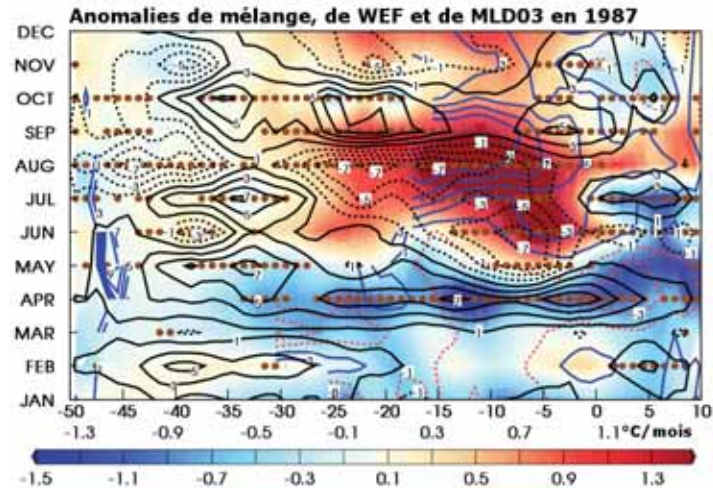 Anomalies de mélange, de WEF et de MLD03 en 1987
DEC
NOV
OCT
SEP
AUG
JUL
JUN
MAY
APR
MAR
FEB
JAN
-50 -45 -40 -35 -30 -25 -20 -15 -10 -5 0 5 10
-1.3 -0.9 -0.5 -0.1 0.3 0.7 1.1°C/mois
-1.5 -1.1 -0.7 -0.3 0.1 0.5 0.9 1.3